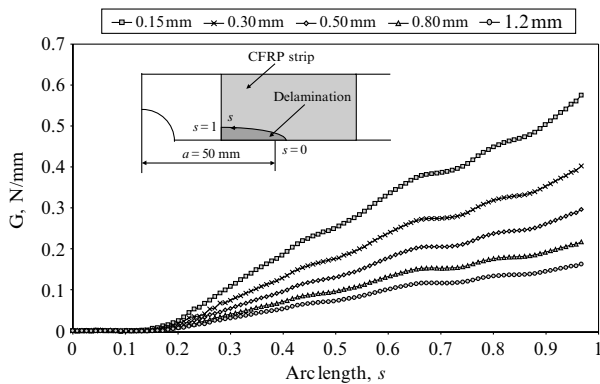 0.15 mm 0.30 mm 0.50 mm 0.80 mm 1.2 mm
0.7
0.6
0.5
0.4
0.3
0.2
0.1
0
G, N/mm
CFRP strip
Delamination
s = 1
s
s = 0
a = 50 mm
0 0.1 0.2 0.3 0.4 0.5 0.6 0.7 0.8 0.9 1
Arc length, s